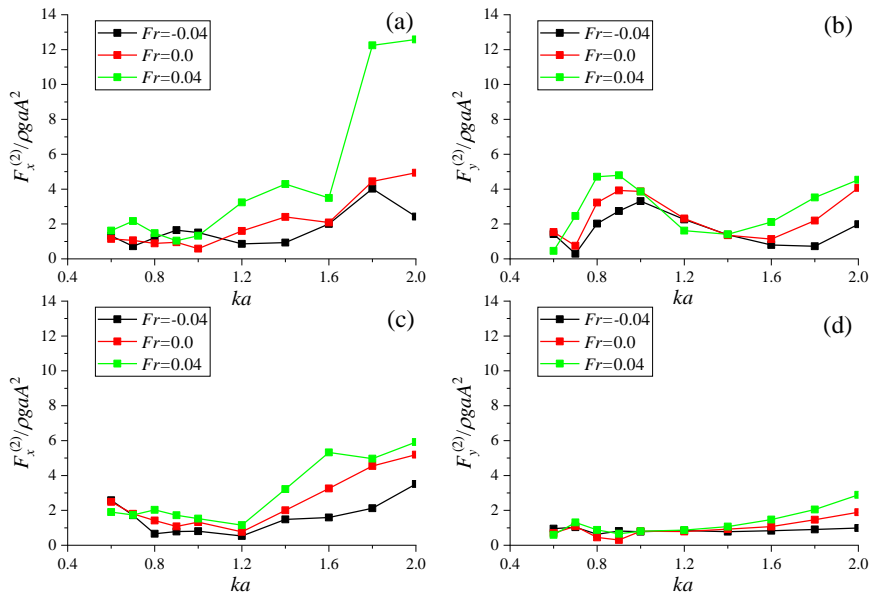 (a)
Fr=-0.04
Fr=0.0
Fr=0.04
F_x^(2)/ρgaA^2
14
12
10
8
6
4
2
0
0.4 0.8 1.2 1.6 2.0
ka
(b)
Fr=-0.04
Fr=0.0
Fr=0.04
F_y^(2)/ρgaA^2
14
12
10
8
6
4
2
0
0.4 0.8 1.2 1.6 2.0
ka
(c)
Fr=-0.04
Fr=0.0
Fr=0.04
F_x^(2)/ρgaA^2
14
12
10
8
6
4
2
0
0.4 0.8 1.2 1.6 2.0
ka
(d)
Fr=-0.04
Fr=0.0
Fr=0.04
F_y^(2)/ρgaA^2
14
12
10
8
6
4
2
0
0.4 0.8 1.2 1.6 2.0
ka